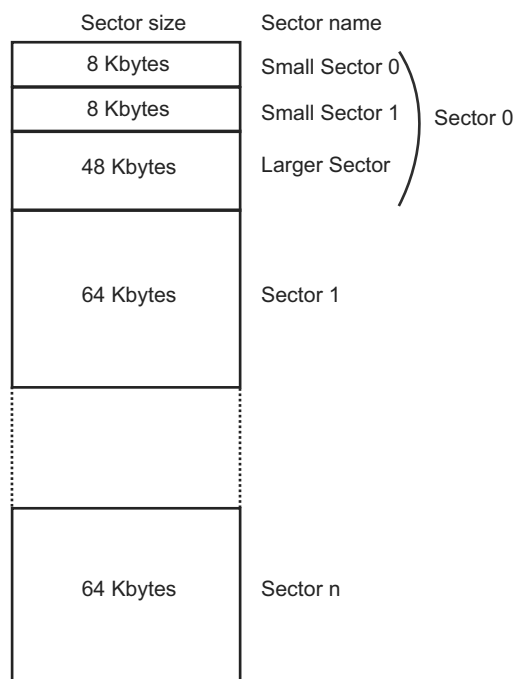 Sector size Sector name
8 Kbytes Small Sector 0
8 Kbytes Small Sector 1 Sector 0
48 Kbytes Larger Sector
64 Kbytes Sector 1
64 Kbytes Sector n